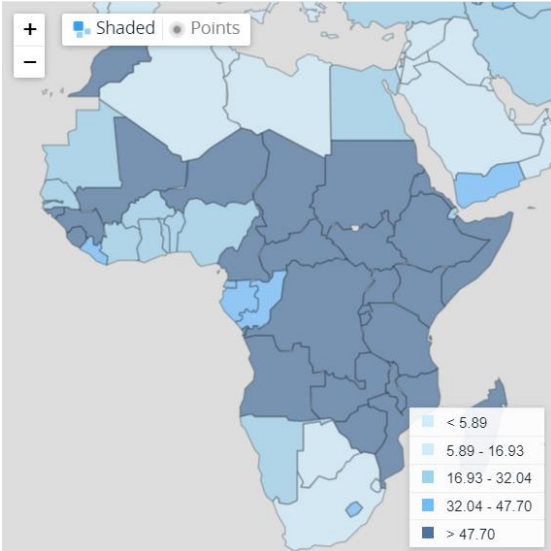 +
−
Shaded
Points
< 5.89
5.89 - 16.93
16.93 - 32.04
32.04 - 47.70
> 47.70